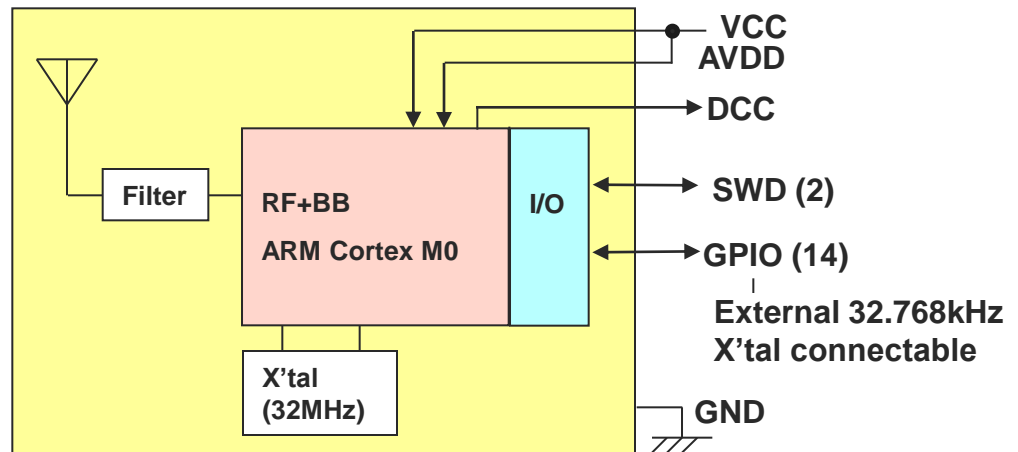 VCC
AVDD
DCC
Filter
RF+BB
ARM Cortex M0
I/O
SWD (2)
GPIO (14)
External 32.768kHz
X'tal connectable
X’tal
(32MHz)
GND